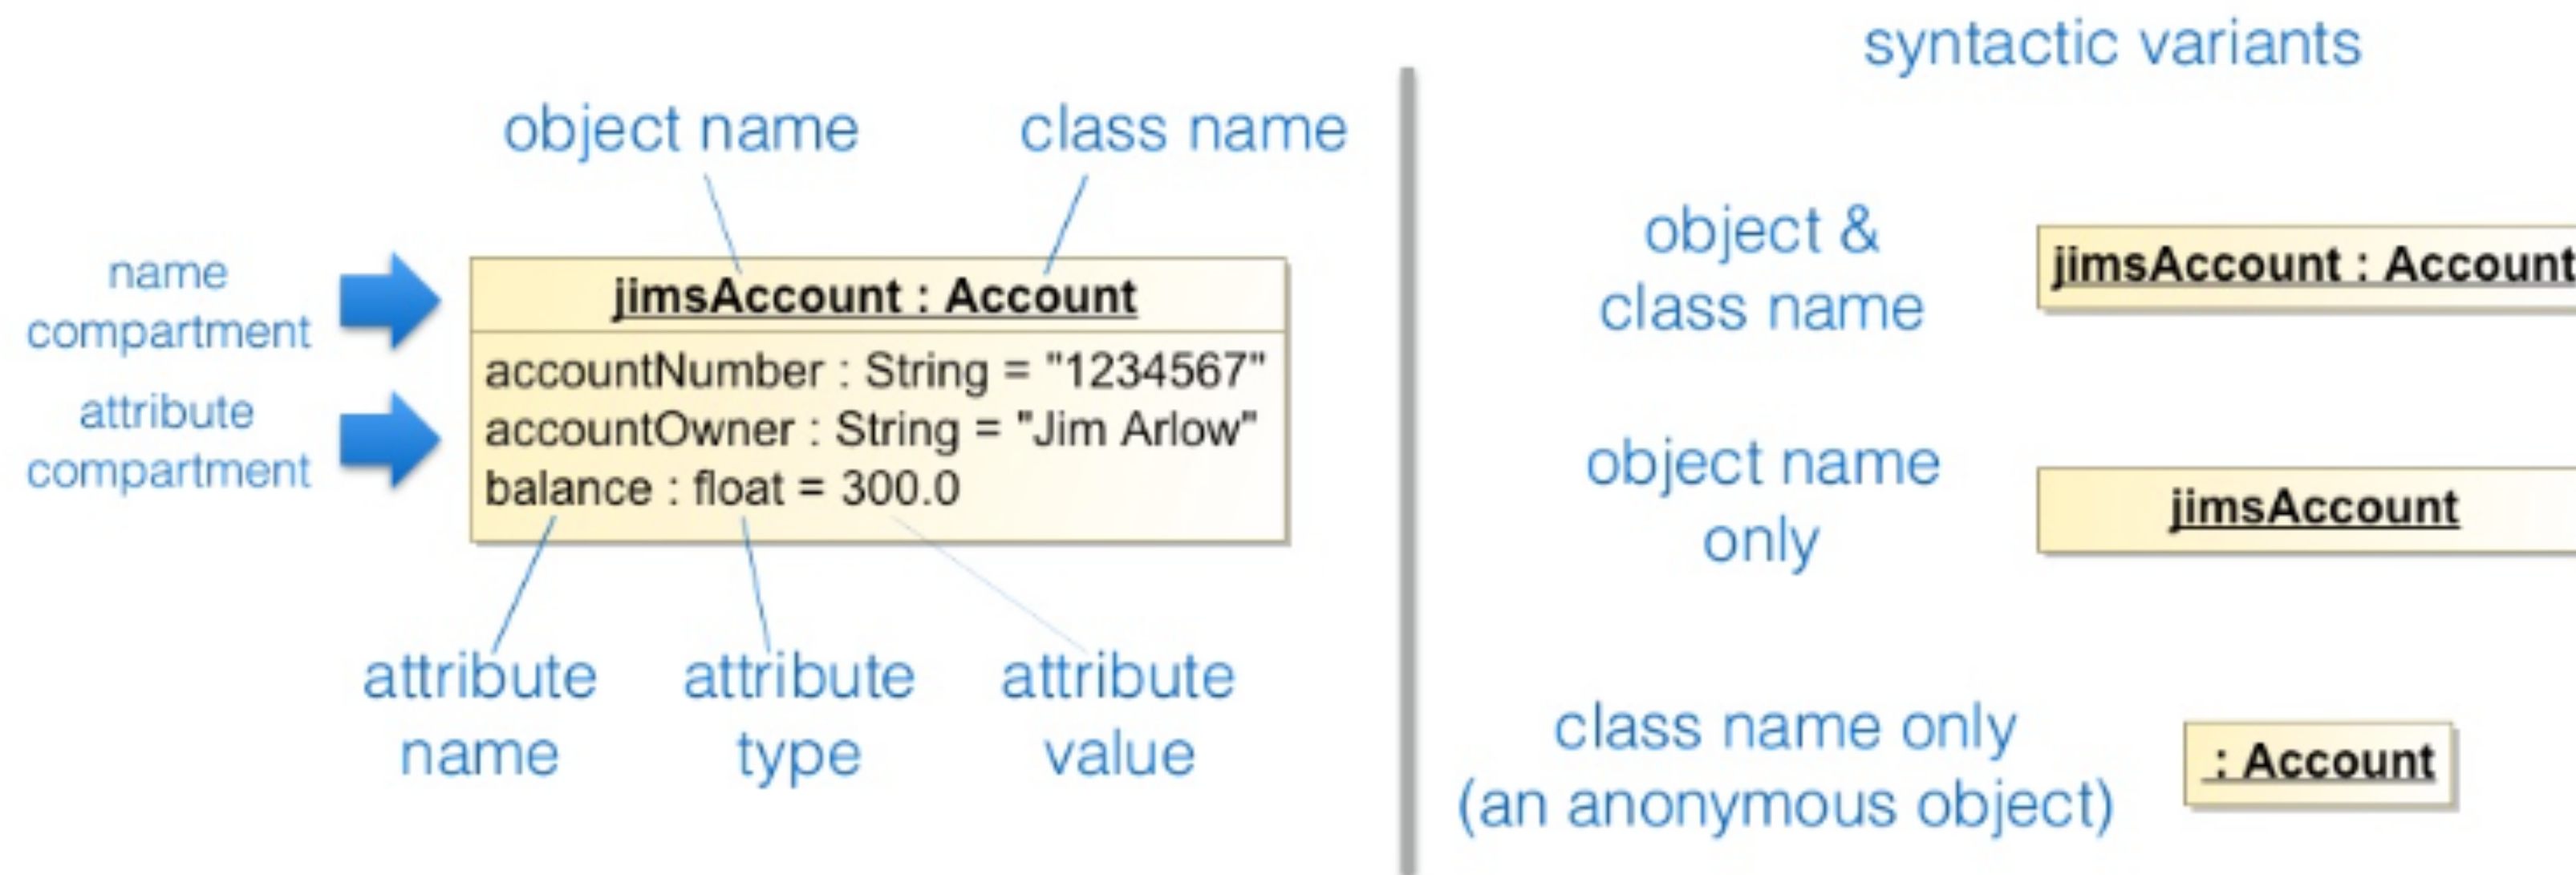 syntactic variants
object name
class name
name
compartment
jimsAccount : Account
attribute
compartment
accountNumber : String = "1234567"
accountOwner : String = "Jim Arlow"
balance : float = 300.0
attribute
name
attribute
type
attribute
value
object &
class name
jimsAccount : Account
object name
only
jimsAccount
class name only
(an anonymous object)
: Account